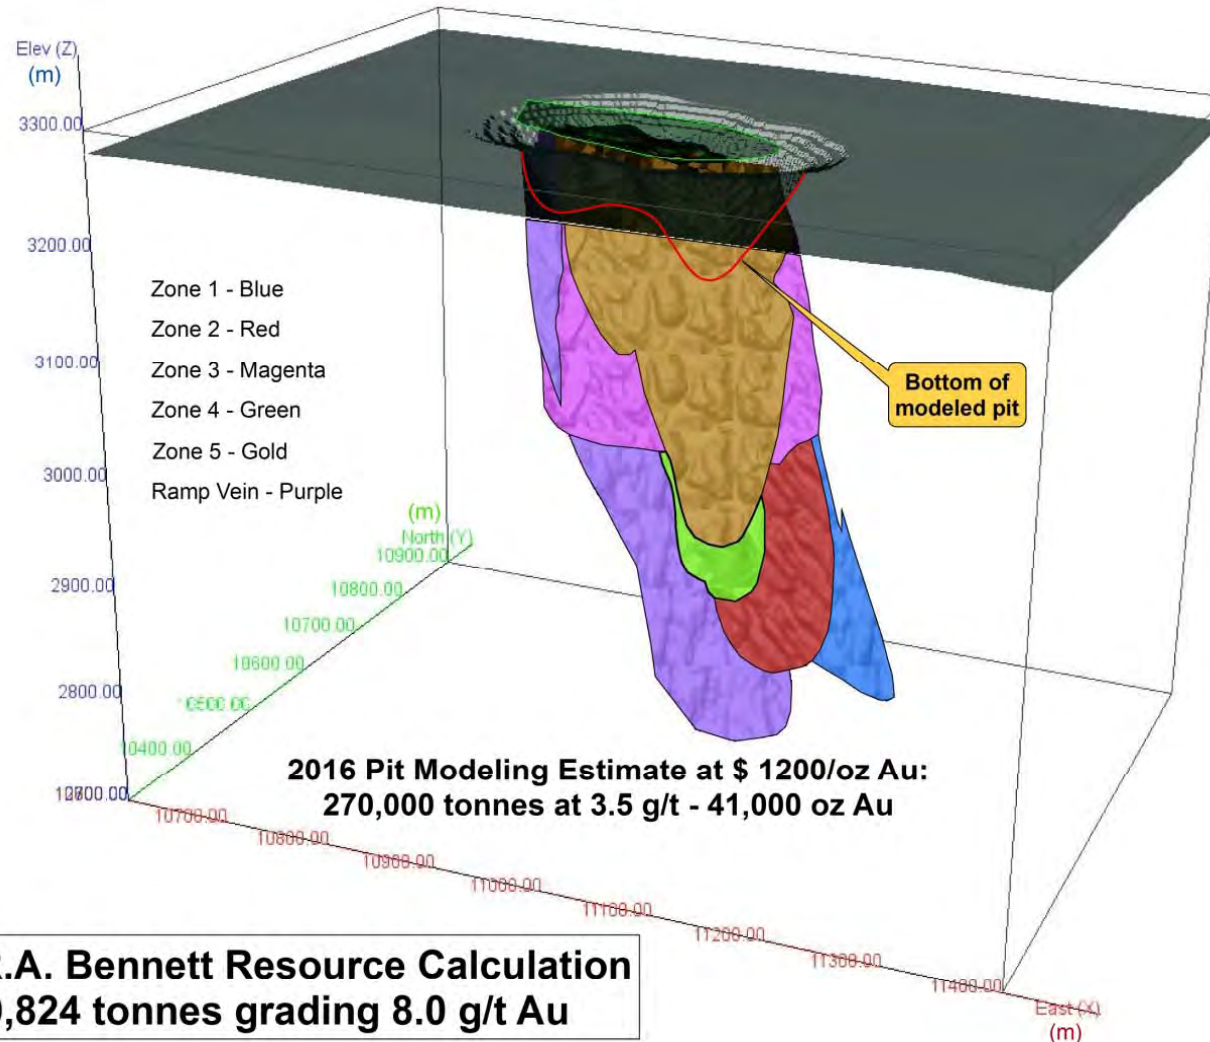 Elev (Z)
(m)
3300.00
3200.00
3100.00
3000.00
2900.00
2800.00
Zone 1 - Blue
Zone 2 - Red
Zone 3 - Magenta
Zone 4 - Green
Zone 5 - Gold
Ramp Vein - Purple
Bottom of
modeled pit
(m)
North (Y)
10900.00
10800.00
10700.00
10600.00
10500.00
10400.00
2016 Pit Modeling Estimate at $ 1200/oz Au:
270,000 tonnes at 3.5 g/t - 41,000 oz Au
10700.00
10800.00
10900.00
11000.00
11100.00
11200.00
11300.00
11400.00
East (X)
(m)
.A. Bennett Resource Calculation
,824 tonnes grading 8.0 g/t Au